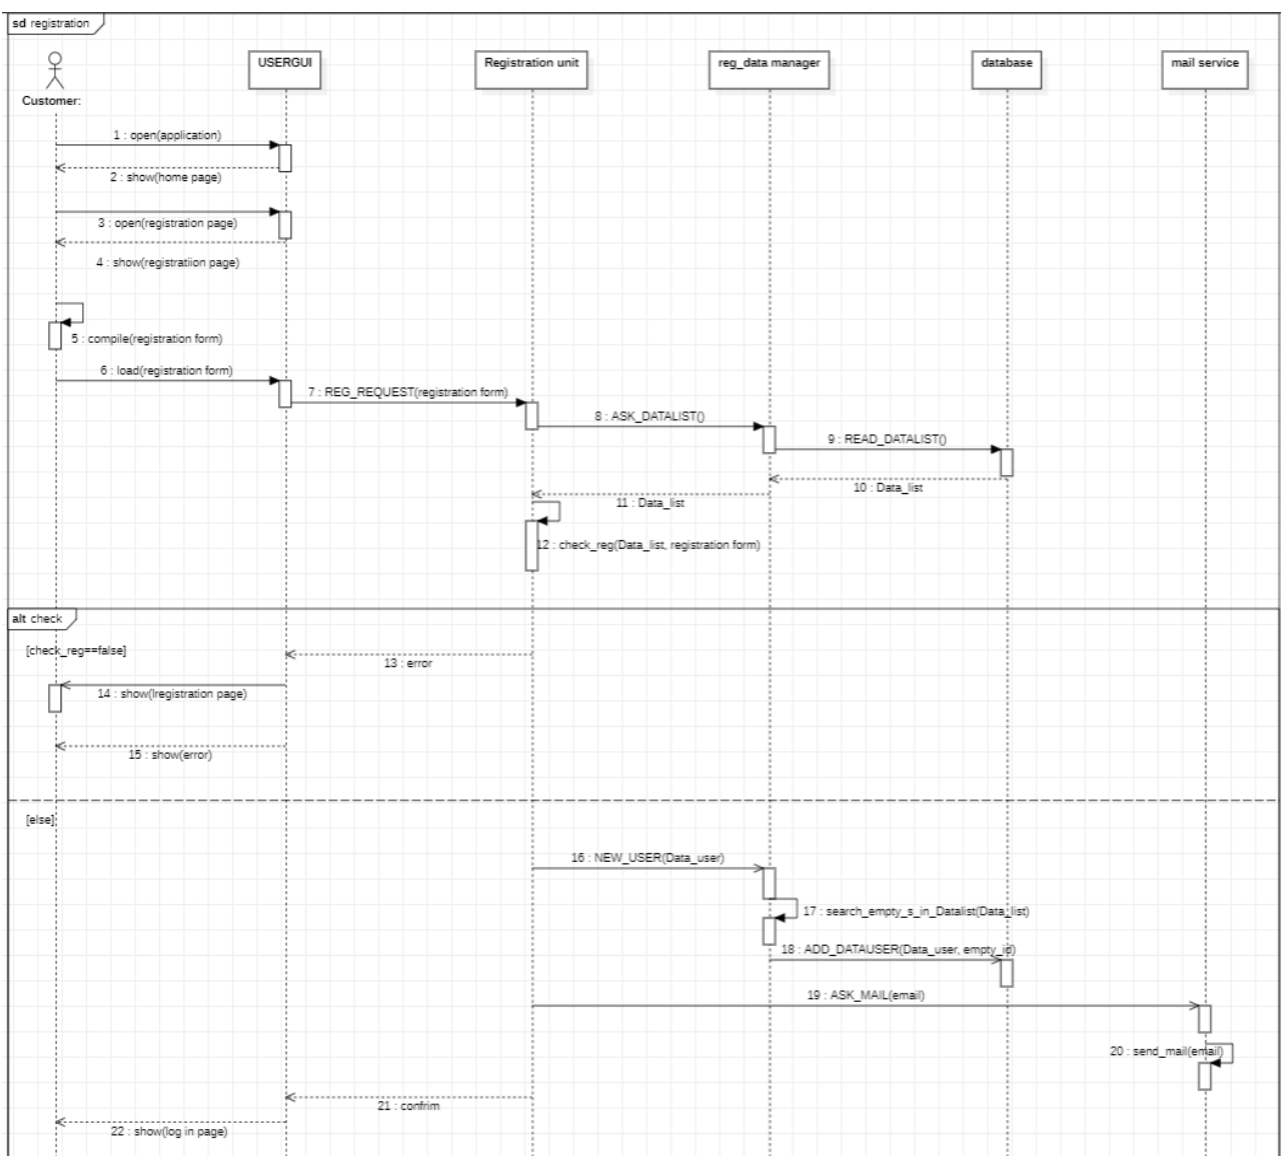 sd registration
USERGUI
Registration unit
reg_data manager
database
mail service
Customer:
1 : open(application)
2 : show(home page)
3 : open(registration page)
4 : show(registratiion page)
5 : compile(registration form)
6 : load(registration form)
7 : REG_REQUEST(registration form)
8 : ASK_DATALIST()
9 : READ_DATALIST()
10 : Data_list
11 : Data_list
12 : check_reg(Data_list, registration form)
alt check
[check_reg==false]
13 : error
14 : show(lregistration page)
15 : show(error)
[else]
16 : NEW_USER(Data_user)
17 : search_empty_s_in_Datalist(Data_list)
18 : ADD_DATAUSER(Data_user, empty_id)
19 : ASK_MAIL(email)
20 : send_mail(email)
21 : confrim
22 : show(log in page)